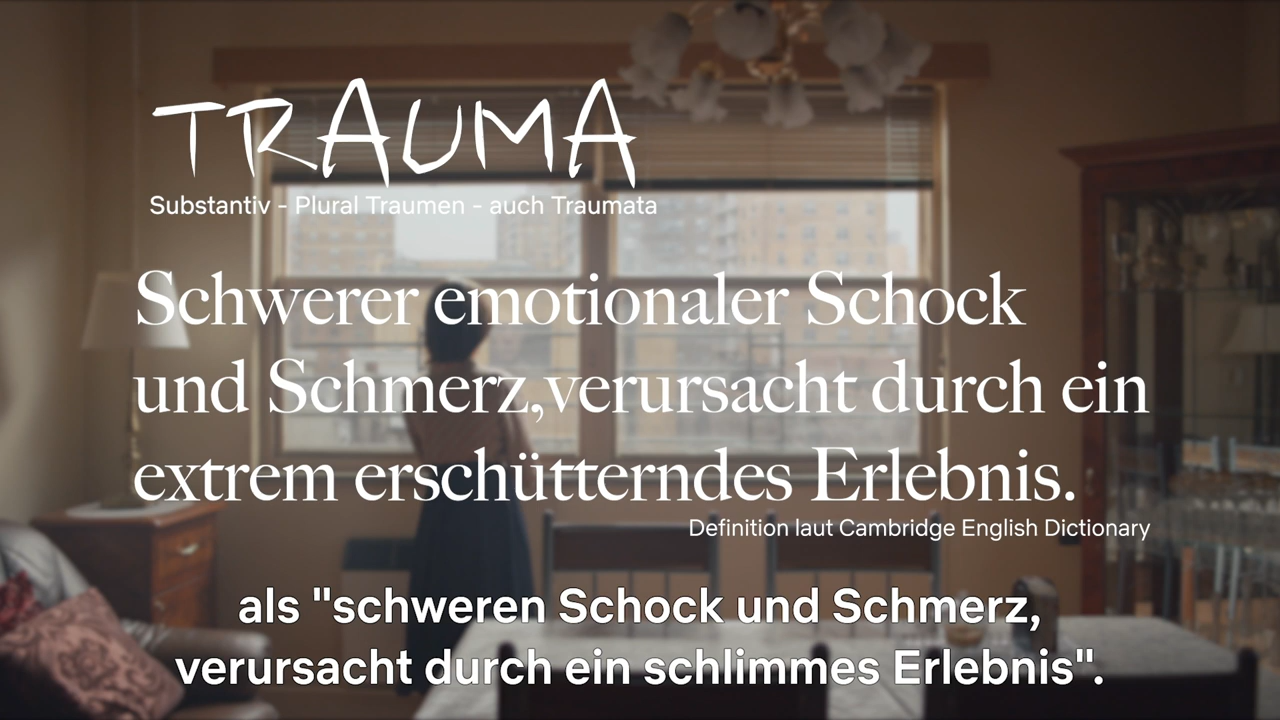 TRAUMA
Substantiv - Plural Traumen - auch Traumata
Schwerer emotionaler Schock
und Schmerz,verursacht durch ein
extrem erschütterndes Erlebnis.
Definition laut Cambridge English Dictionary
als "schweren Schock und Schmerz,
verursacht durch ein schlimmes Erlebnis".